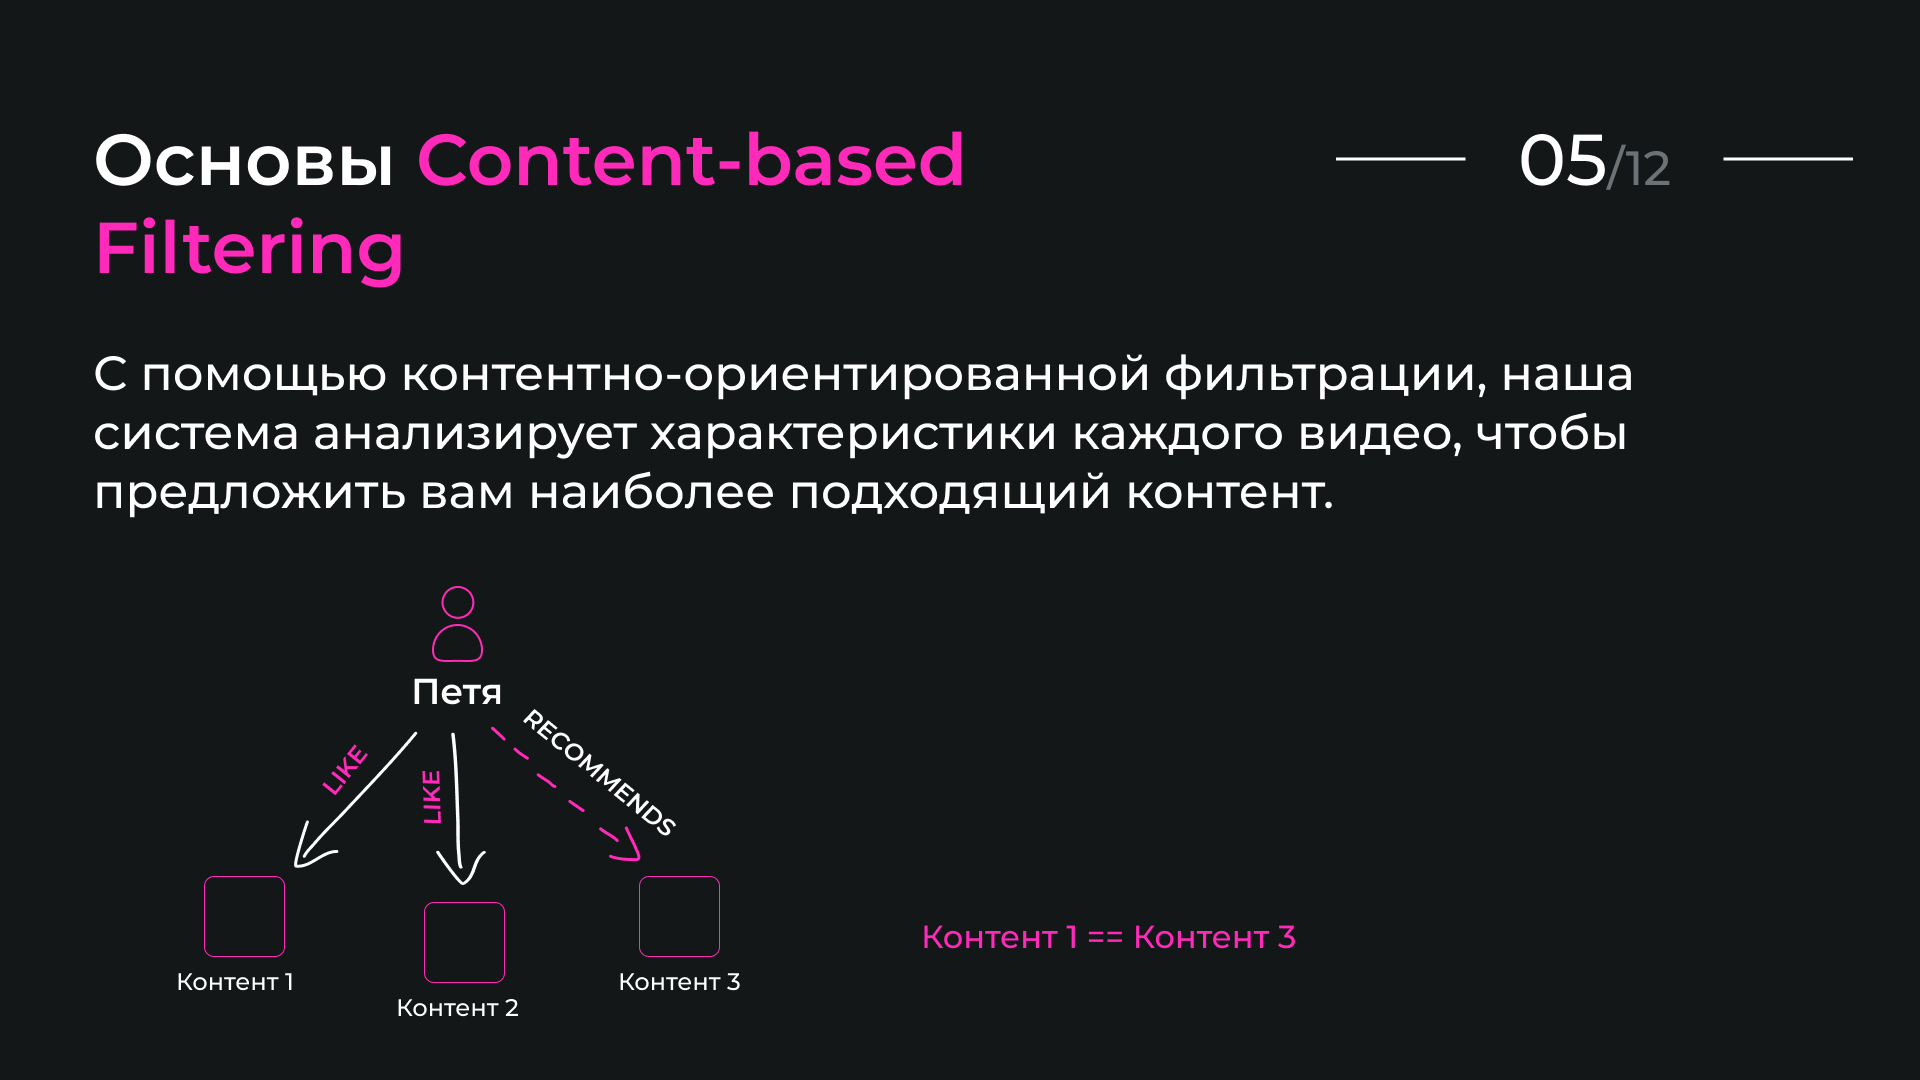 Основы Content-based
Filtering
05/12
С помощью контентно-ориентированной фильтрации, наша
система анализирует характеристики каждого видео, чтобы
предложить вам наиболее подходящий контент.
Петя
LIKE
LIKE
RECOMMENDS
Контент 1
Контент 2
Контент 3
Контент 1 == Контент 3